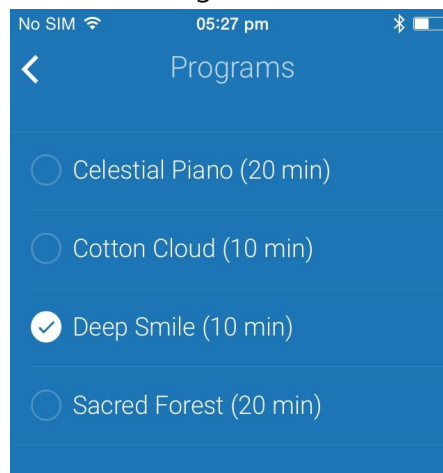 No SIM 05:27 pm
Programs
Celestial Piano (20 min)
Cotton Cloud (10 min)
Deep Smile (10 min)
Sacred Forest (20 min)